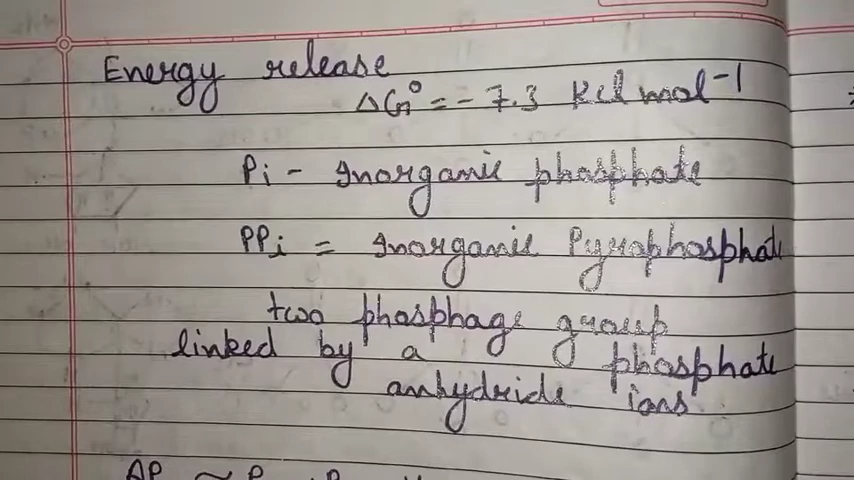 Energy release
ΔG° = - 7.3 Kcl mol-1
Pi - Inorganic phosphate
PPi = Inorganic Pyrophosphate
two phosphage group
linked by a phosphate
anhydride ions